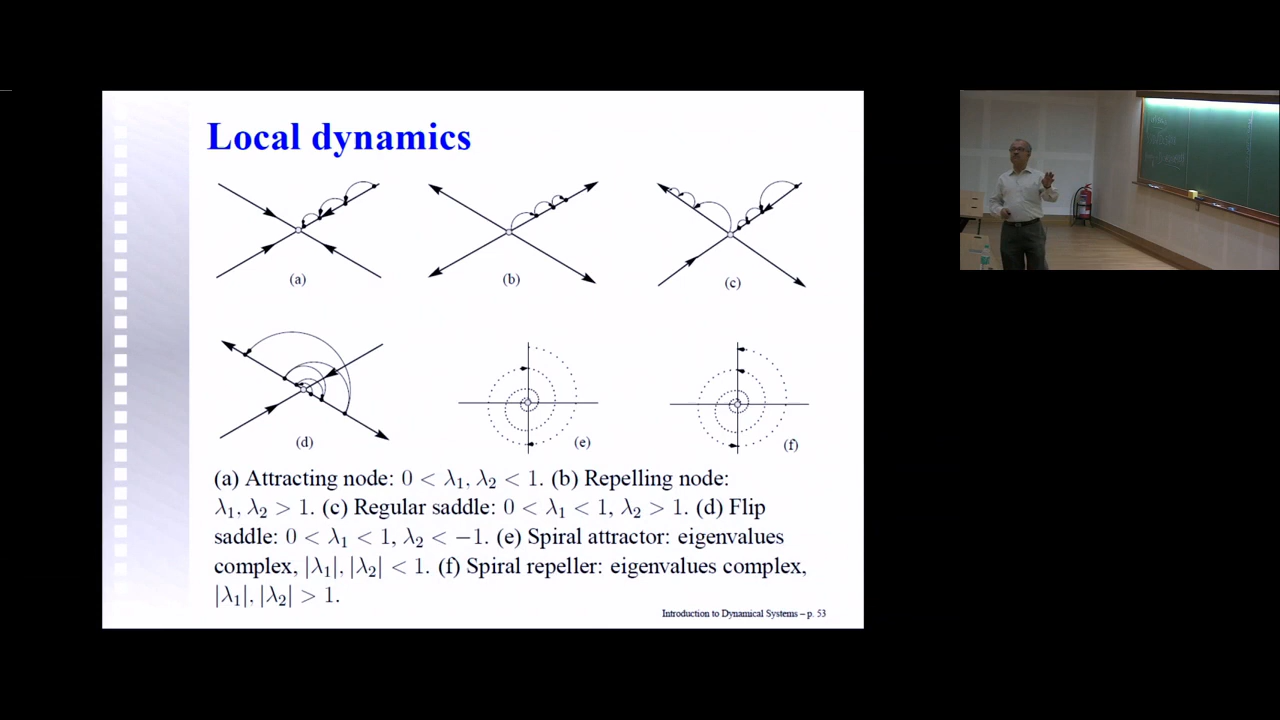 Local dynamics
(a)
(b)
(c)
(d)
(e)
(f)
(a) Attracting node: 0 < λ₁, λ₂ < 1. (b) Repelling node:
λ₁, λ₂ > 1. (c) Regular saddle: 0 < λ₁ < 1, λ₂ > 1. (d) Flip
saddle: 0 < λ₁ < 1, λ₂ < −1. (e) Spiral attractor: eigenvalues
complex, |λ₁|, |λ₂| < 1. (f) Spiral repeller: eigenvalues complex,
|λ₁|, |λ₂| > 1.
Introduction to Dynamical Systems – p. 53